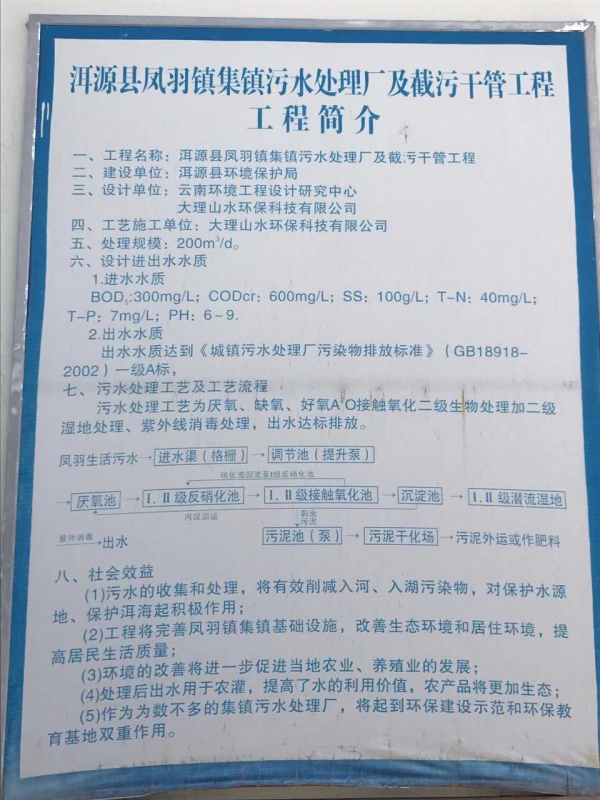 洱源县凤羽镇集镇污水处理厂及截污干管工程
工程简介
一、工程名称：洱源县凤羽镇集镇污水处理厂及截污干管工程
二、建设单位：洱源县环境保护局
三、设计单位：云南环境工程设计研究中心
大理山水环保科技有限公司
四、工艺施工单位：大理山水环保科技有限公司
五、处理规模：200m³/d。
六、设计进出水水质
1.进水水质
BOD₅:300mg/L；CODcr：600mg/L；SS：100g/L；T-N：40mg/L；
T-P：7mg/L；PH：6~9.
2.出水水质
出水水质达到《城镇污水处理厂污染物排放标准》（GB18918-
2002）一级A标，
七、污水处理工艺及工艺流程
污水处理工艺为厌氧、缺氧、好氧A²O接触氧化二级生物处理加二级
湿地处理、紫外线消毒处理，出水达标排放。
凤羽生活污水→进水渠（格栅）→调节池（提升泵）
硝化液回流至I级反硝化池
→厌氧池→I.II级反硝化池→I.II级接触氧化池→沉淀池→I.II级潜流湿地
污泥回流
剩余
污泥
紫外消毒→出水
污泥池（泵）→污泥干化场→污泥外运或作肥料
八、社会效益
(1)污水的收集和处理，将有效削减入河、入湖污染物，对保护水源
地、保护洱海起积极作用；
(2)工程将完善凤羽镇集镇基础设施，改善生态环境和居住环境，提
高居民生活质量；
(3)环境的改善将进一步促进当地农业、养殖业的发展；
(4)处理后出水用于农灌，提高了水的利用价值，农产品将更加生态；
(5)作为为数不多的集镇污水处理厂，将起到环保建设示范和环保教
育基地双重作用。